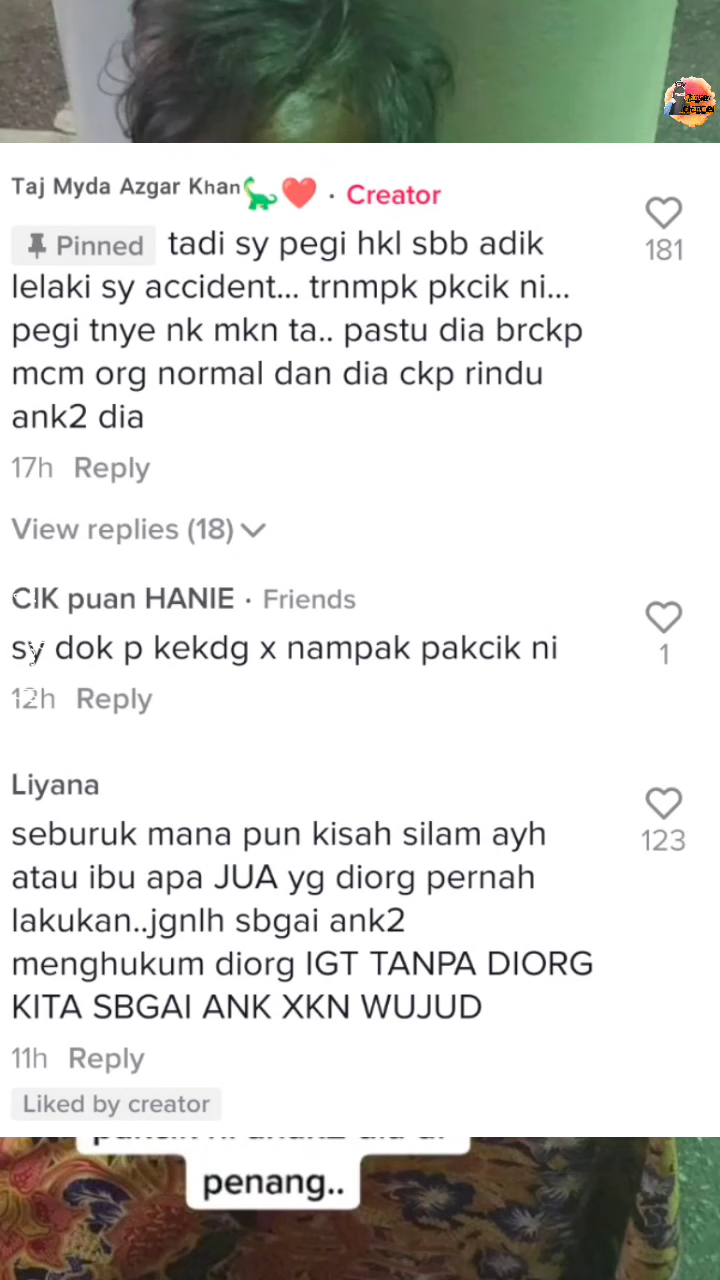 Taj Myda Azgar Khan🦕❤️ · Creator
181
Pinned tadi sy pegi hkl sbb adik
lelaki sy accident... trnmpk pkcik ni...
pegi tnye nk mkn ta.. pastu dia brckp
mcm org normal dan dia ckp rindu
ank2 dia
17h Reply
View replies (18)
CIK puan HANIE · Friends
sy dok p kekdg x nampak pakcik ni
1
12h Reply
Liyana
seburuk mana pun kisah silam ayh
123
atau ibu apa JUA yg diorg pernah
lakukan..jgnlh sbgai ank2
menghukum diorg IGT TANPA DIORG
KITA SBGAI ANK XKN WUJUD
11h Reply
Liked by creator
penang..